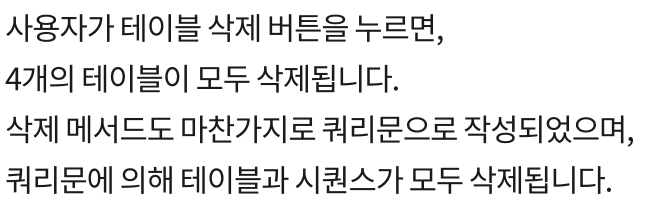 사용자가 테이블 삭제 버튼을 누르면,
4개의 테이블이 모두 삭제됩니다.
삭제 메서드도 마찬가지로 쿼리문으로 작성되었으며,
쿼리문에 의해 테이블과 시퀀스가 모두 삭제됩니다.